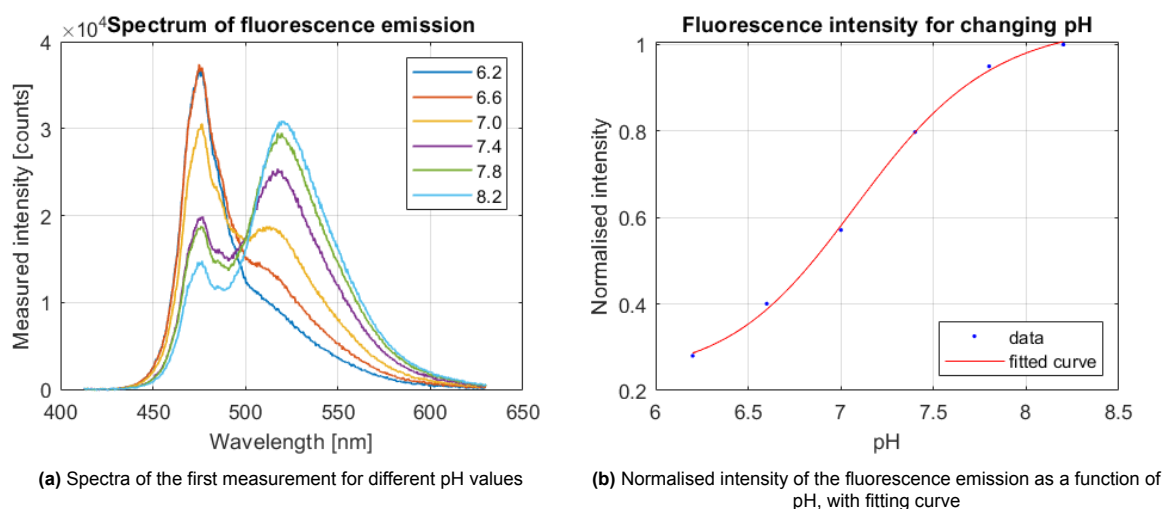 ×10⁴ Spectrum of fluorescence emission
4
3
2
1
0
400
450
500
550
600
650
Measured intensity [counts]
Wavelength [nm]
6.2
6.6
7.0
7.4
7.8
8.2
(a) Spectra of the first measurement for different pH values
Fluorescence intensity for changing pH
1
0.8
0.6
0.4
0.2
6
6.5
7
7.5
8
8.5
Normalised intensity
pH
data
fitted curve
(b) Normalised intensity of the fluorescence emission as a function of
pH, with fitting curve